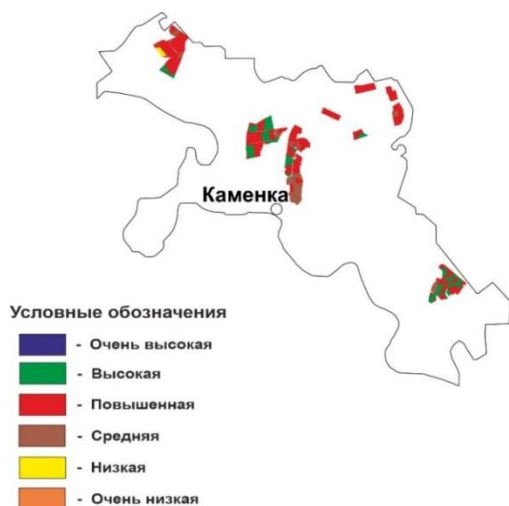 Каменка
Условные обозначения
- Очень высокая
- Высокая
- Повышенная
- Средняя
- Низкая
- Очень низкая